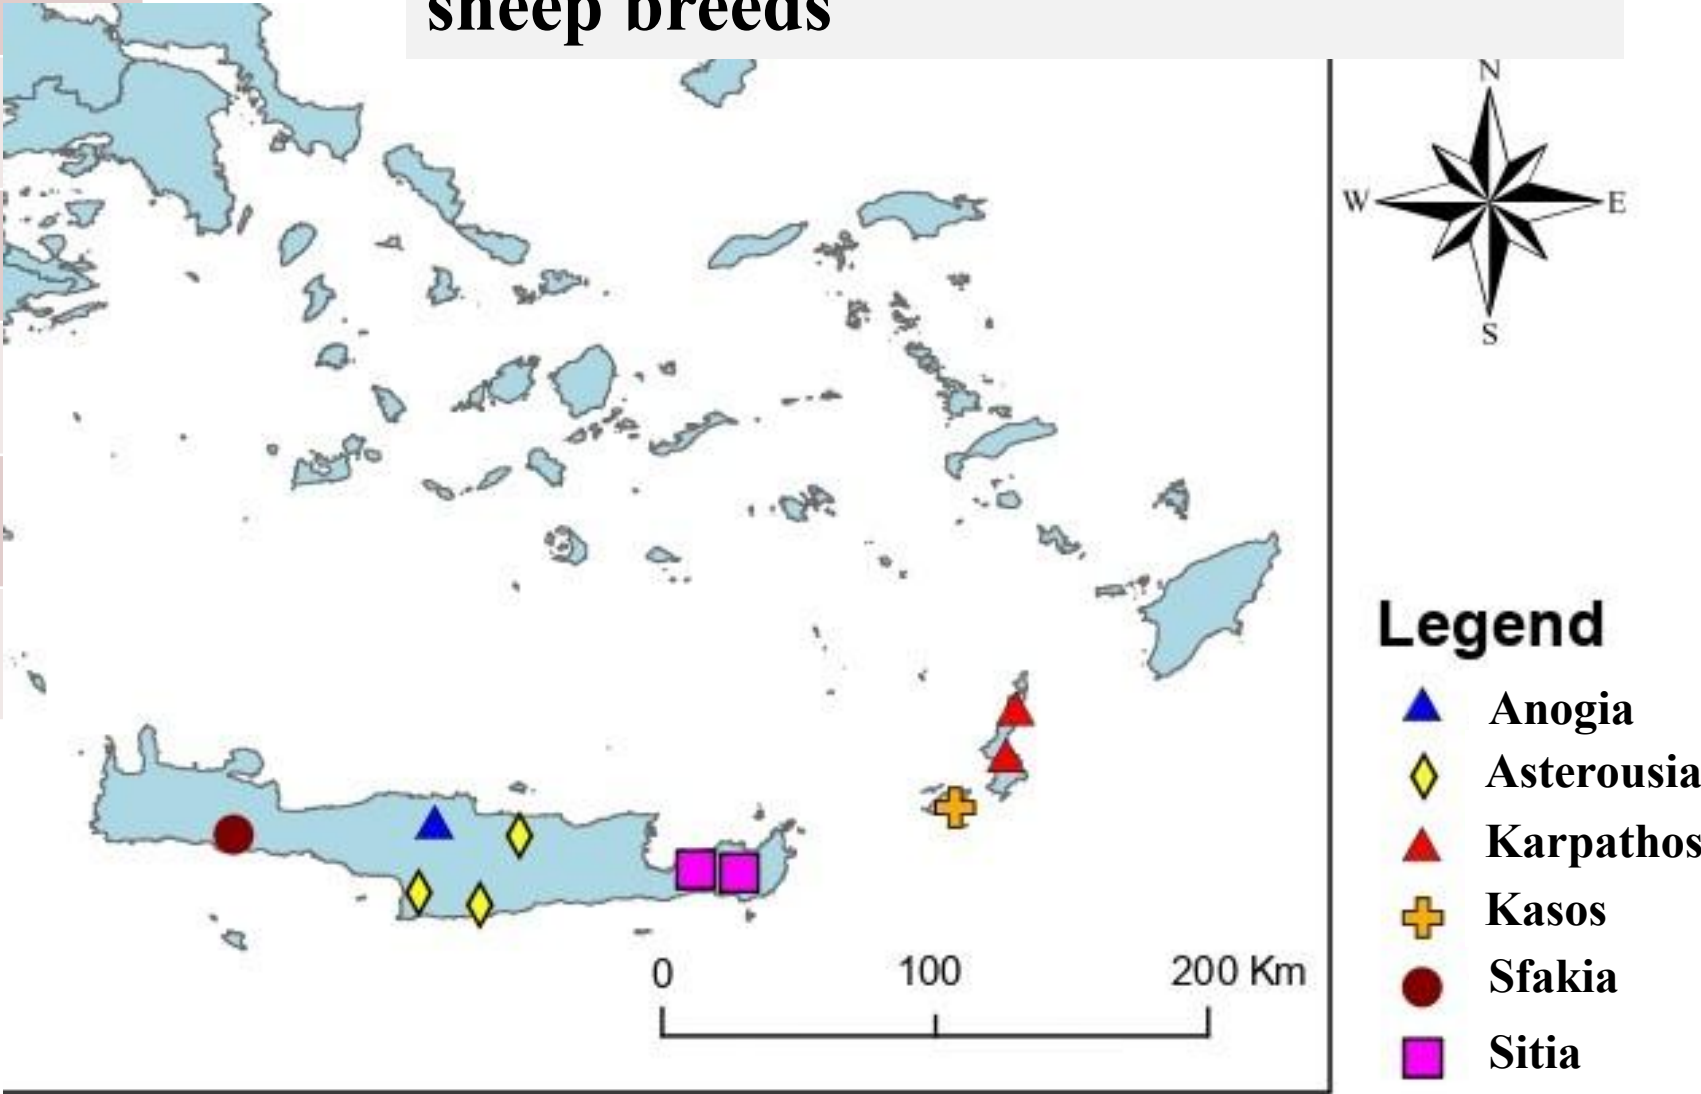 sheep breeds
N
W
E
S
Legend
Anogia
Asterousia
Karpathos
Kasos
Sfakia
Sitia
0 100 200 Km